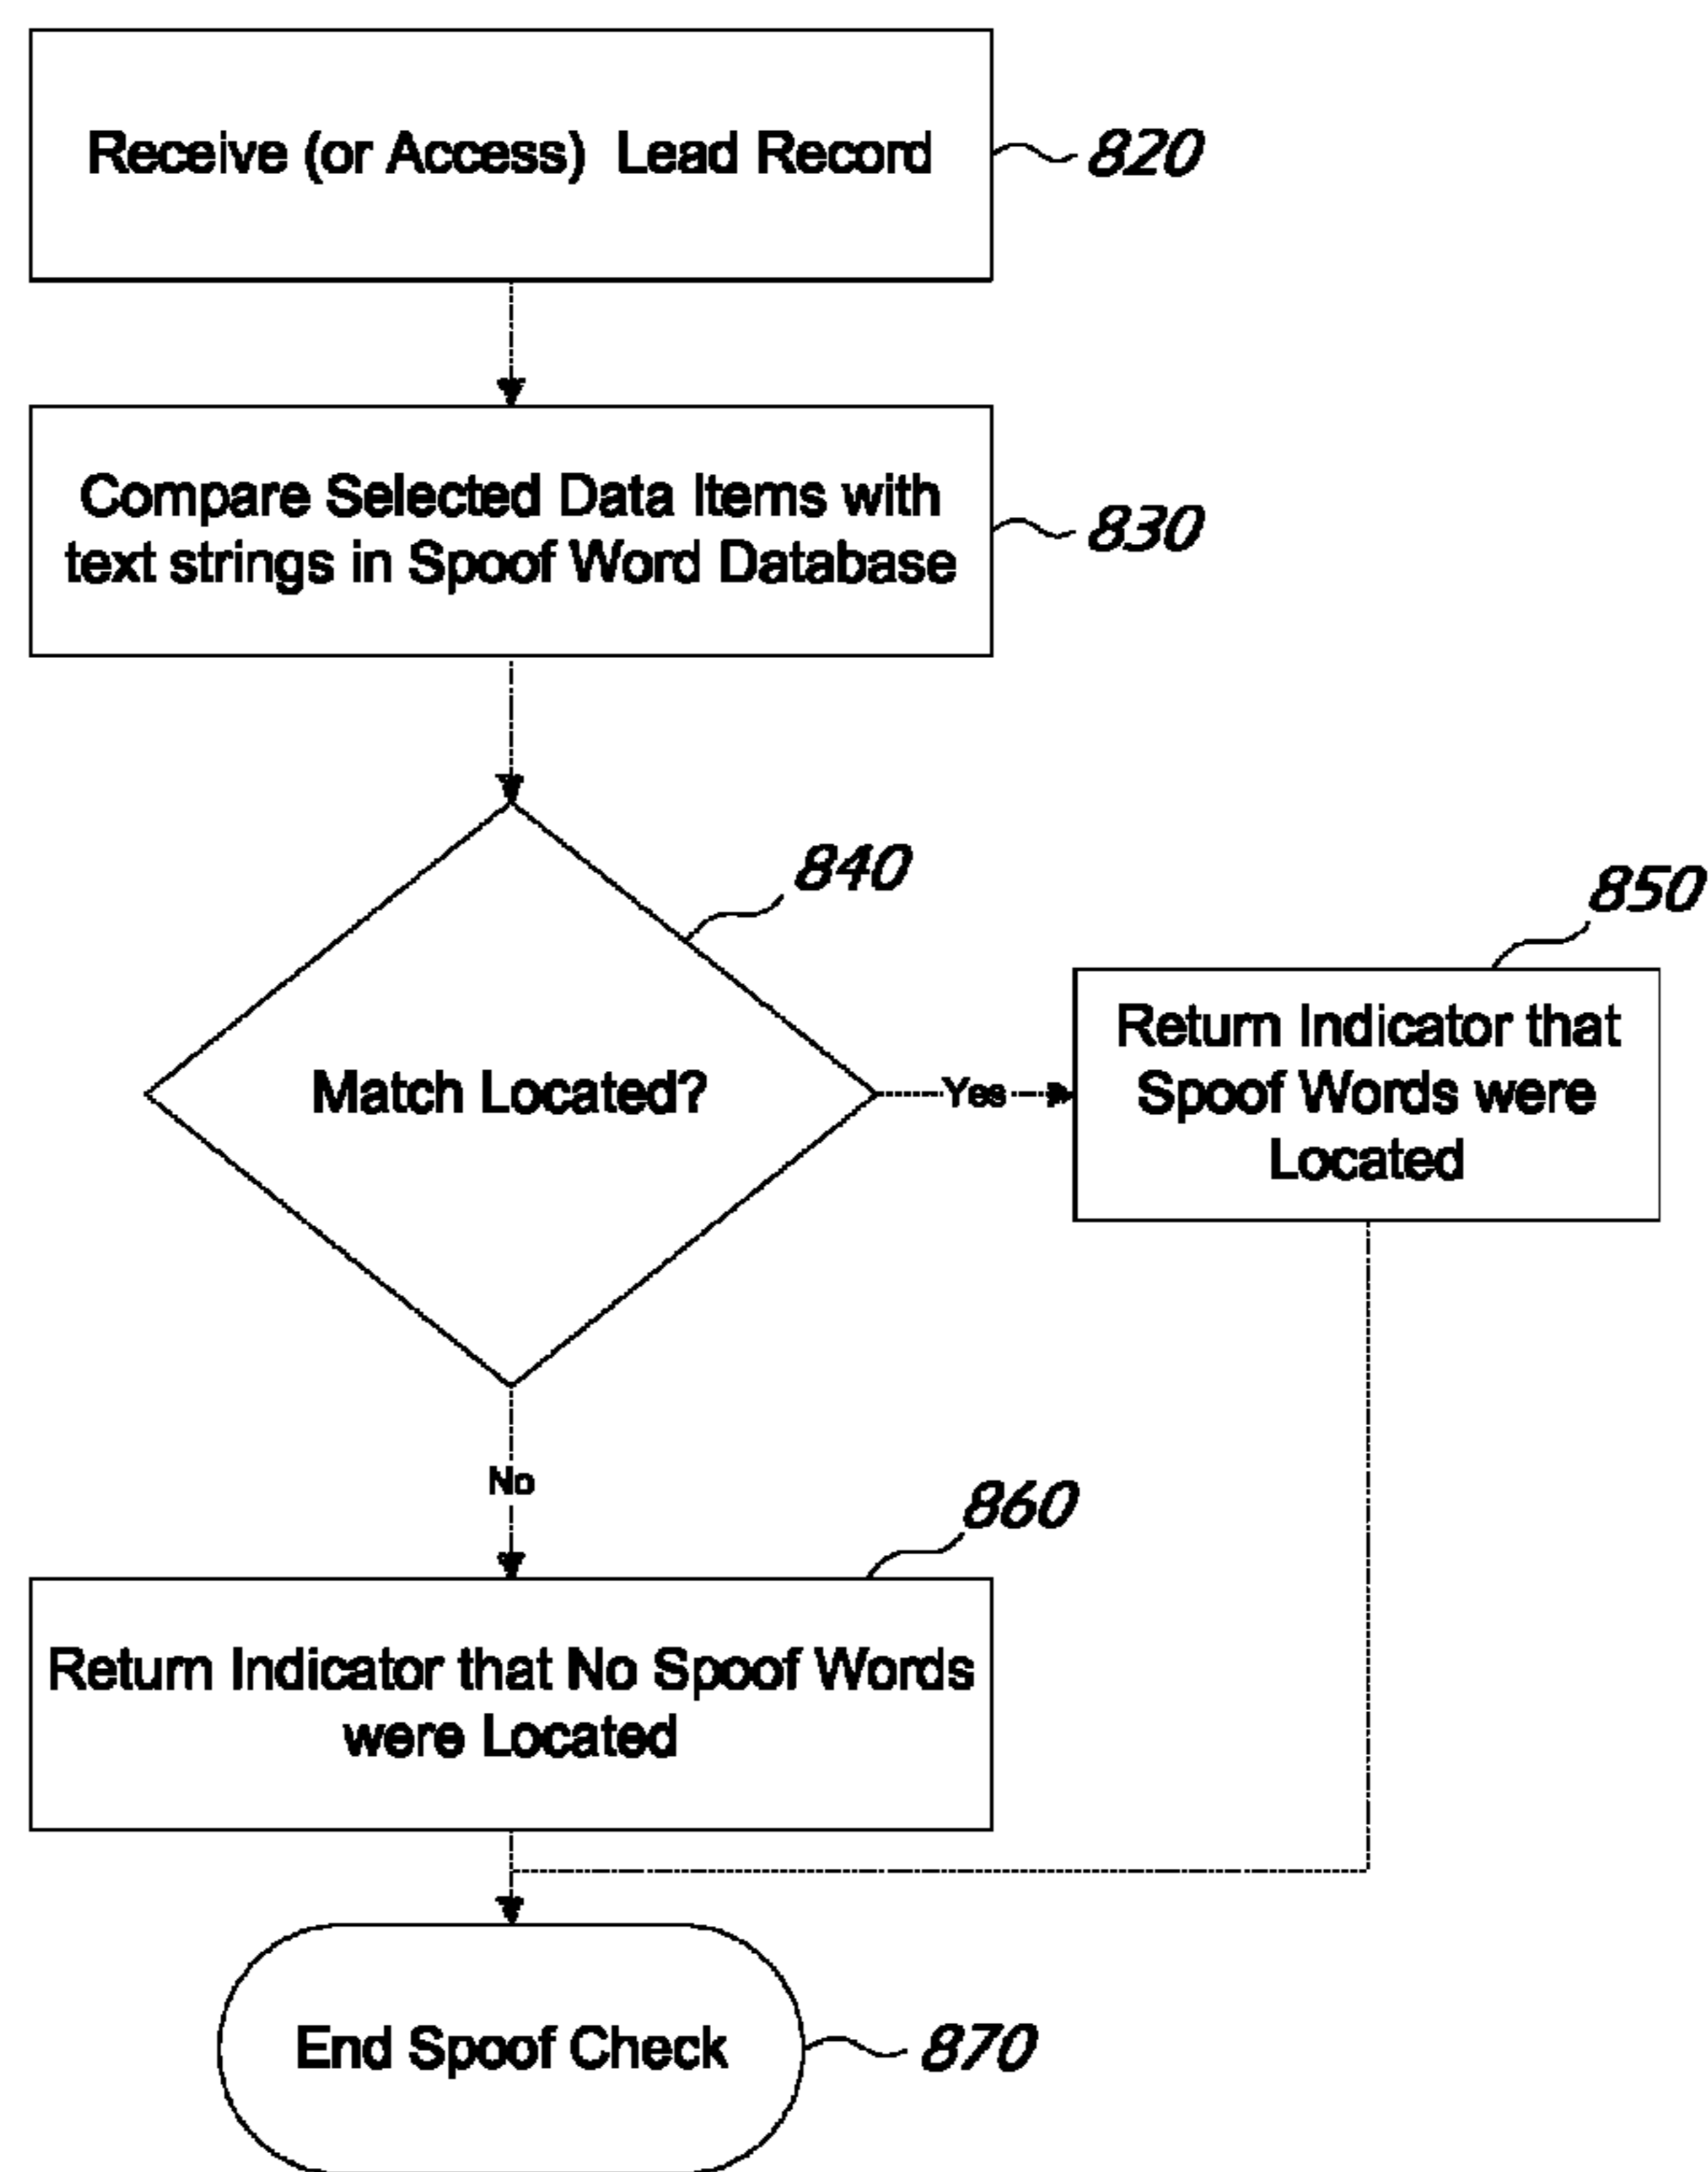 Receive (or Access) Lead Record
820
Compare Selected Data Items with
text strings in Spoof Word Database
830
840
850
Match Located?
Yes
Return Indicator that
Spoof Words were
Located
No
860
Return Indicator that No Spoof Words
were Located
End Spoof Check
870